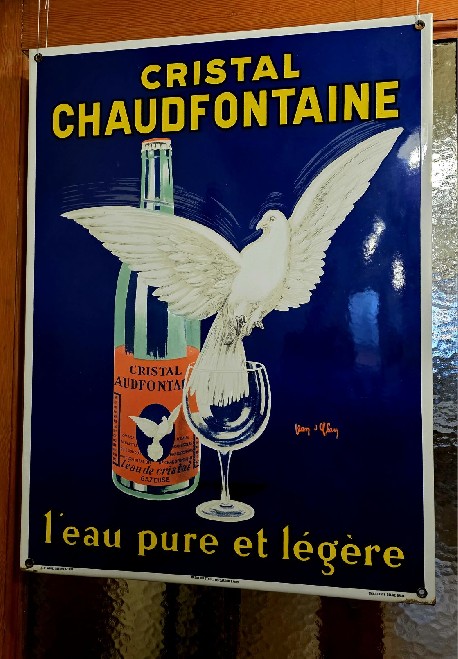 CRISTAL
CHAUDFONTAINE
CRISTAL
AUDFONTAI
l'eau de cristal
GAZEUSE
l'eau pure et légère